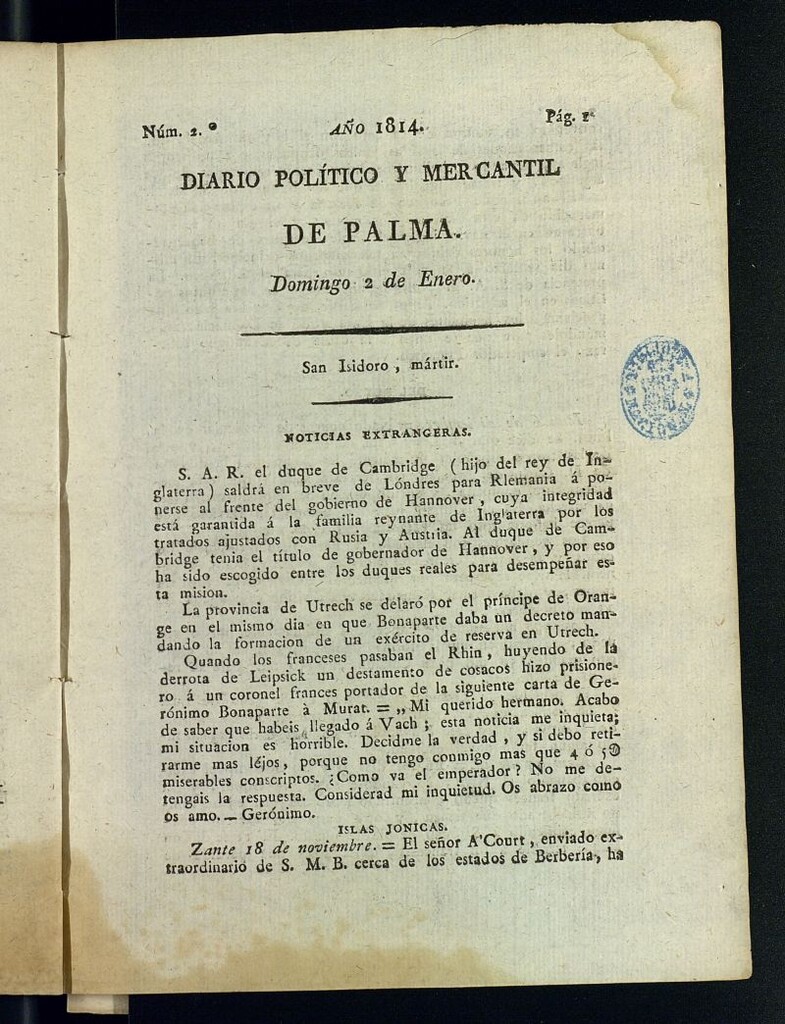 Núm. 2.º AÑO 1814. Pág. 1ª
DIARIO POLÍTICO Y MERCANTIL
DE PALMA.
Domingo 2 de Enero.
San Isidoro, mártir.
NOTICIAS EXTRANGERAS.
S. A. R. el duque de Cambridge (hijo del rey de In-
glaterra) saldrá en breve de Lóndres para Rlemania á po-
nerse al frente del gobierno de Hannover, cuya integridad
está garantida á la familia reynante de Inglaterra por los
tratados ajustados con Rusia y Austria. Al duque de Cam-
bridge tenia el título de gobernador de Hannover, y por eso
ha sido escogido entre los duques reales para desempeñar es-
ta mision.
La provincia de Utrech se delaró por el príncipe de Oran-
ge en el mismo dia en que Bonaparte daba un decreto man-
dando la formacion de un exército de reserva en Utrech.
Quando los franceses pasaban el Rhin, huyendo de la
derrota de Leipsick un destamento de cosacos hizo prisione-
ro á un coronel frances portador de la siguiente carta de Ge-
rónimo Bonaparte à Murat. = „Mi querido hermano. Acabo
de saber que habeis llegado á Vach; esta noticia me inquieta;
mi situacion es horrible. Decidme la verdad, y si debo reti-
rarme mas léjos, porque no tengo conmigo mas que 4 ó 5D
miserables conscriptos. ¿Como va el emperador? No me de-
tengais la respuesta. Considerad mi inquietud. Os abrazo como
os amo. — Gerónimo.
ISLAS JONICAS.
Zante 18 de noviembre. = El señor A'Court, enviado ex-
traordinario de S. M. B. cerca de los estados de Berbería, ha